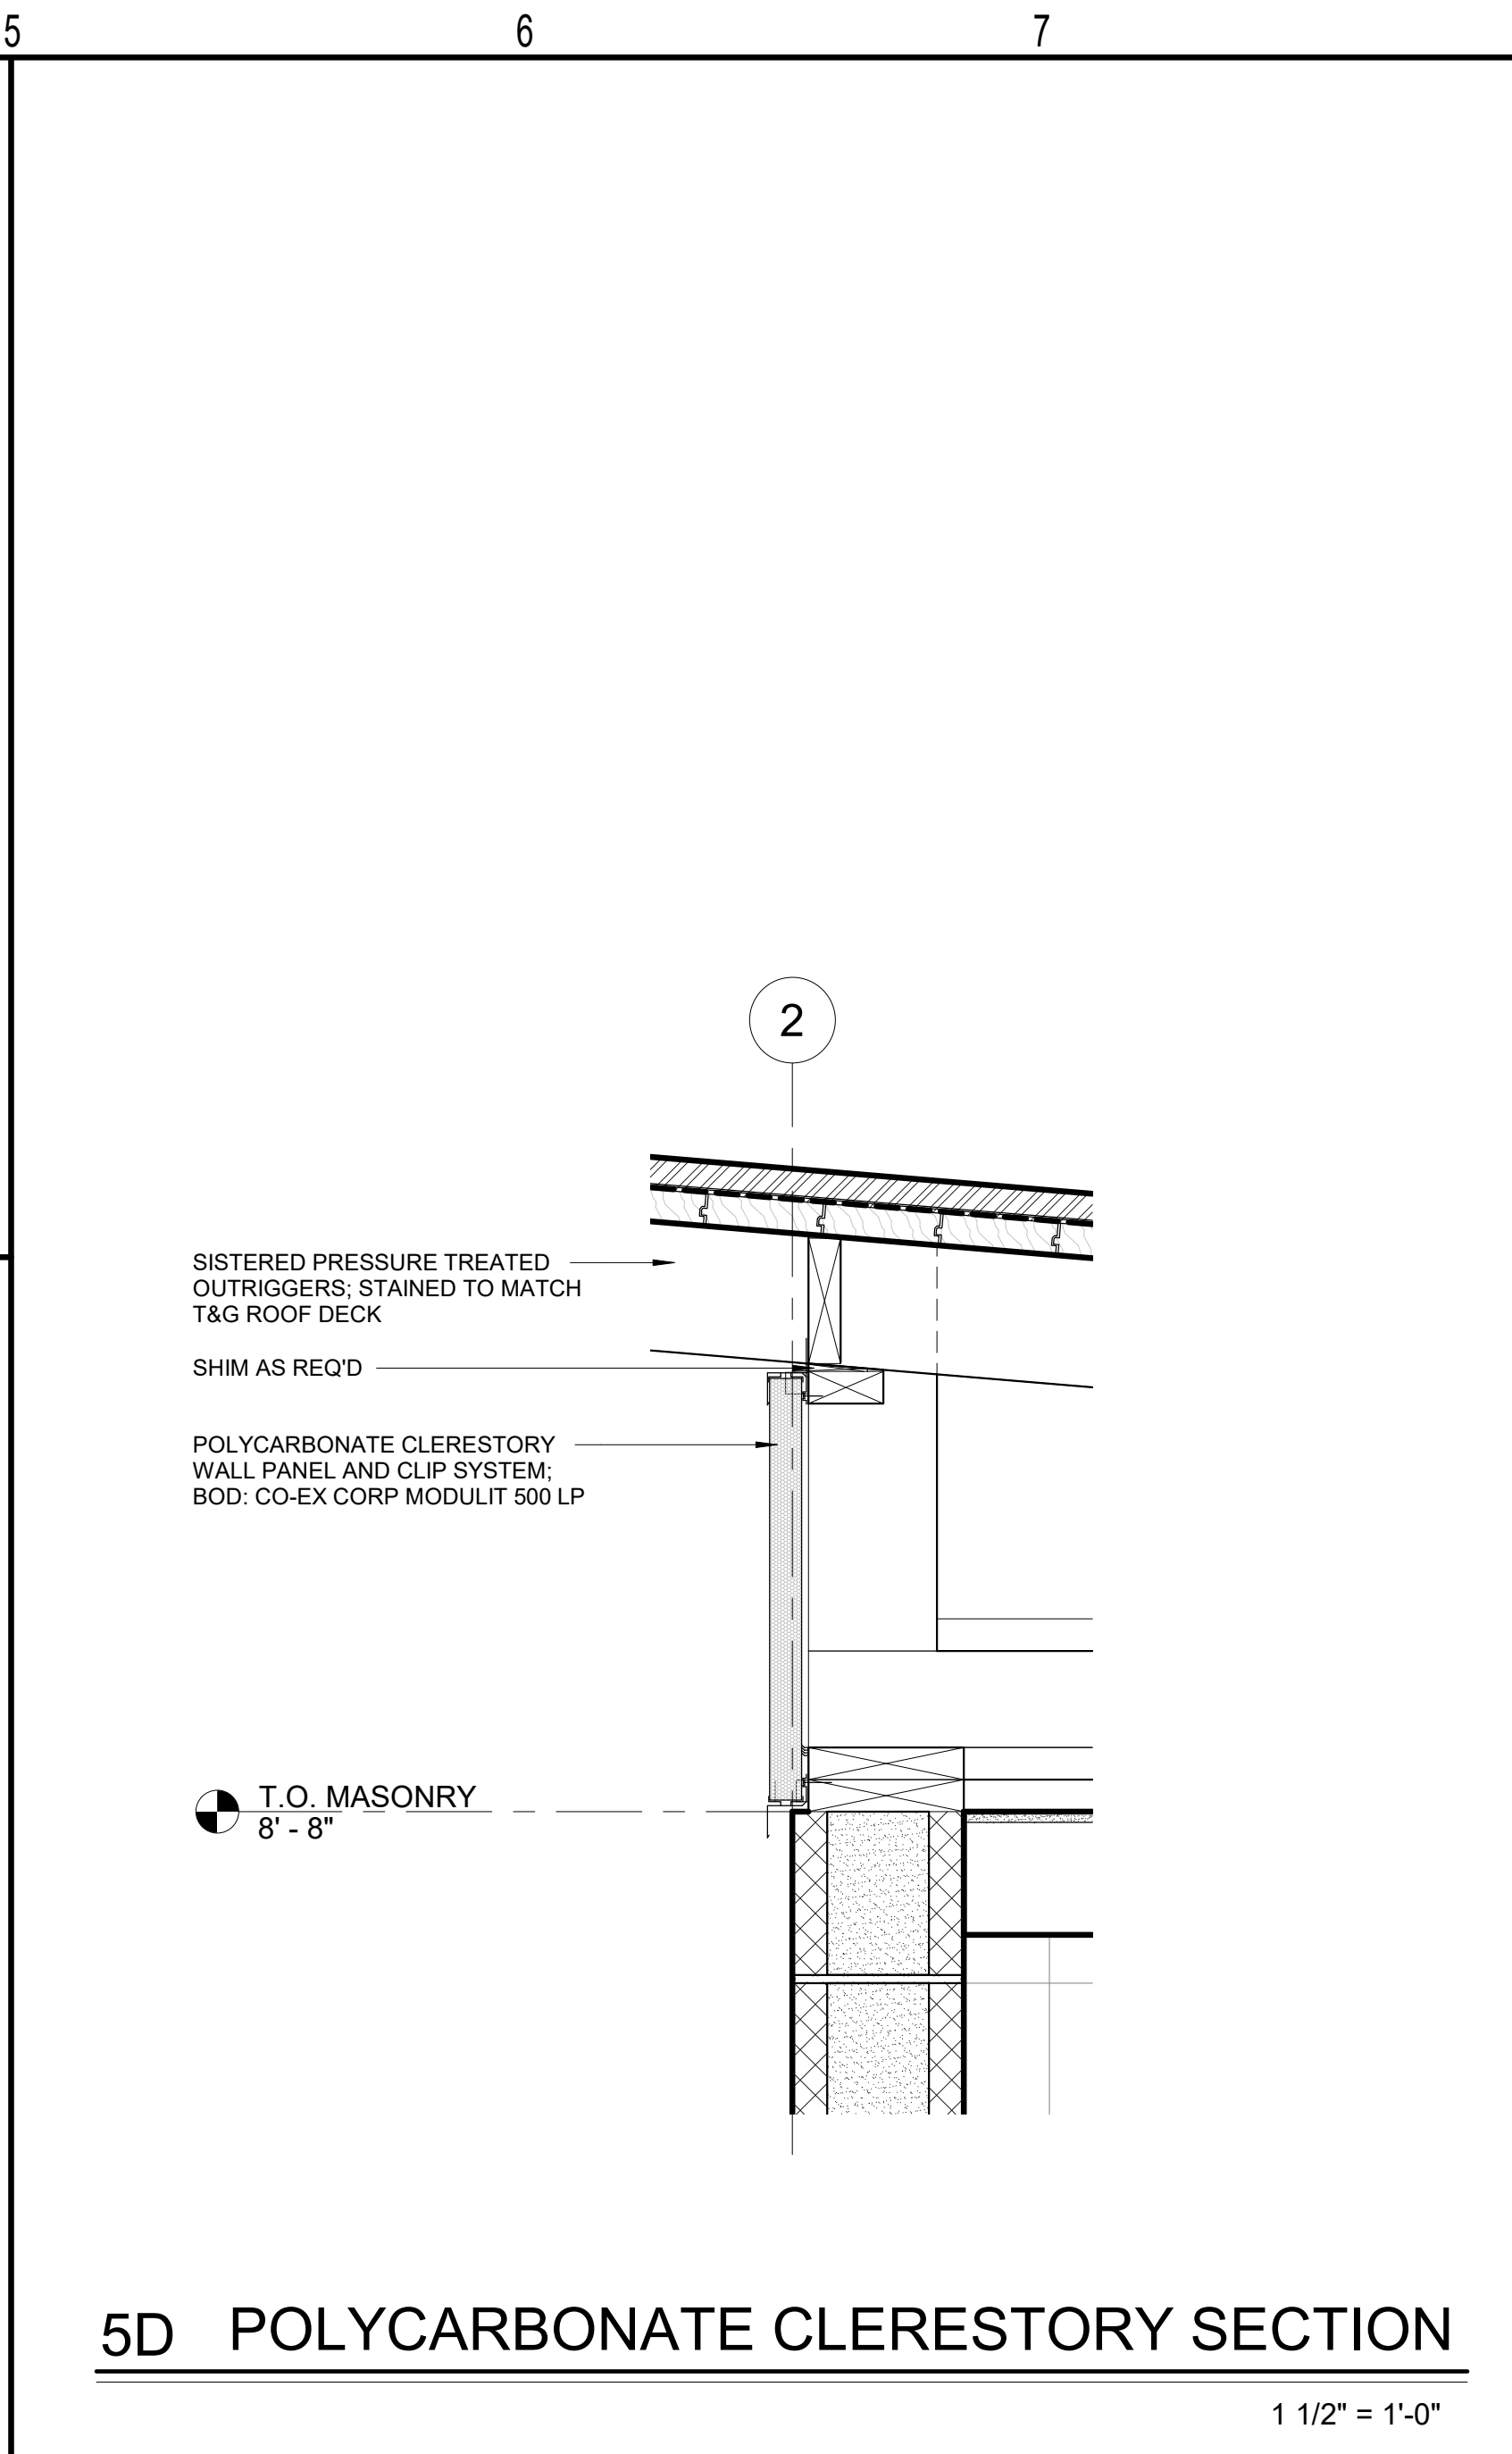 5 6 7
2
SISTERED PRESSURE TREATED
OUTRIGGERS; STAINED TO MATCH
T&G ROOF DECK
SHIM AS REQ'D
POLYCARBONATE CLERESTORY
WALL PANEL AND CLIP SYSTEM;
BOD: CO-EX CORP MODULIT 500 LP
T.O. MASONRY
8' - 8"
5D POLYCARBONATE CLERESTORY SECTION
1 1/2" = 1'-0"